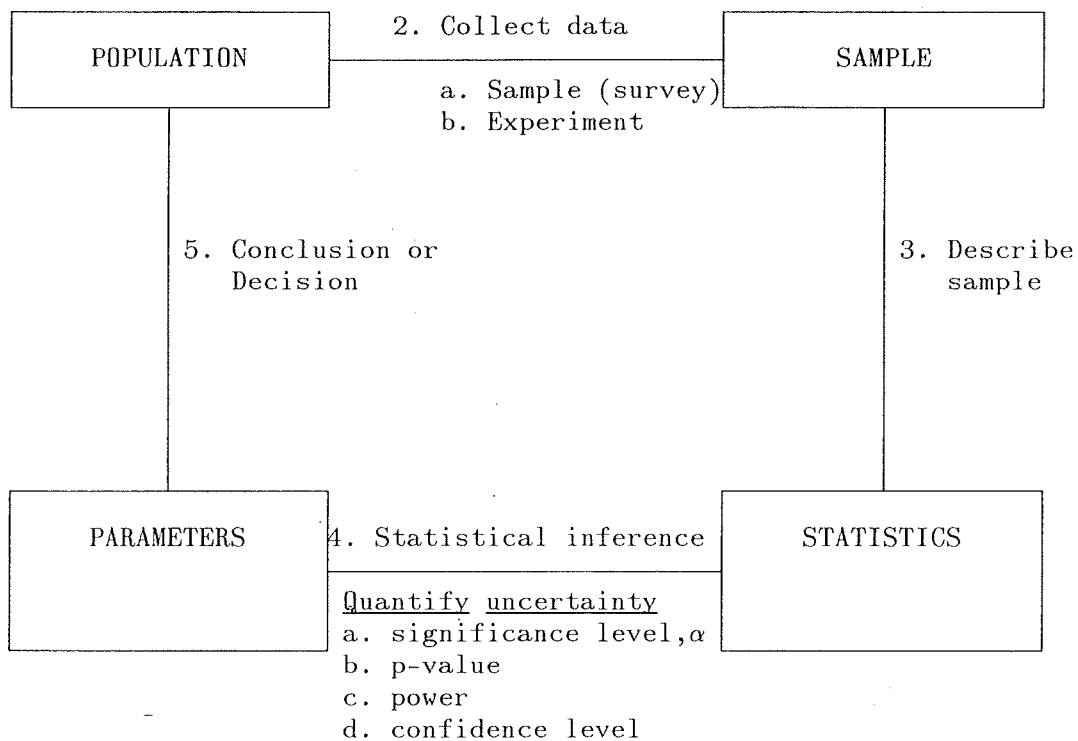 2. Collect data
POPULATION
SAMPLE
a. Sample (survey)
b. Experiment
5. Conclusion or
Decision
3. Describe
sample
PARAMETERS
4. Statistical inference
STATISTICS
Quantify uncertainty
a. significance level,α
b. p-value
c. power
d. confidence level